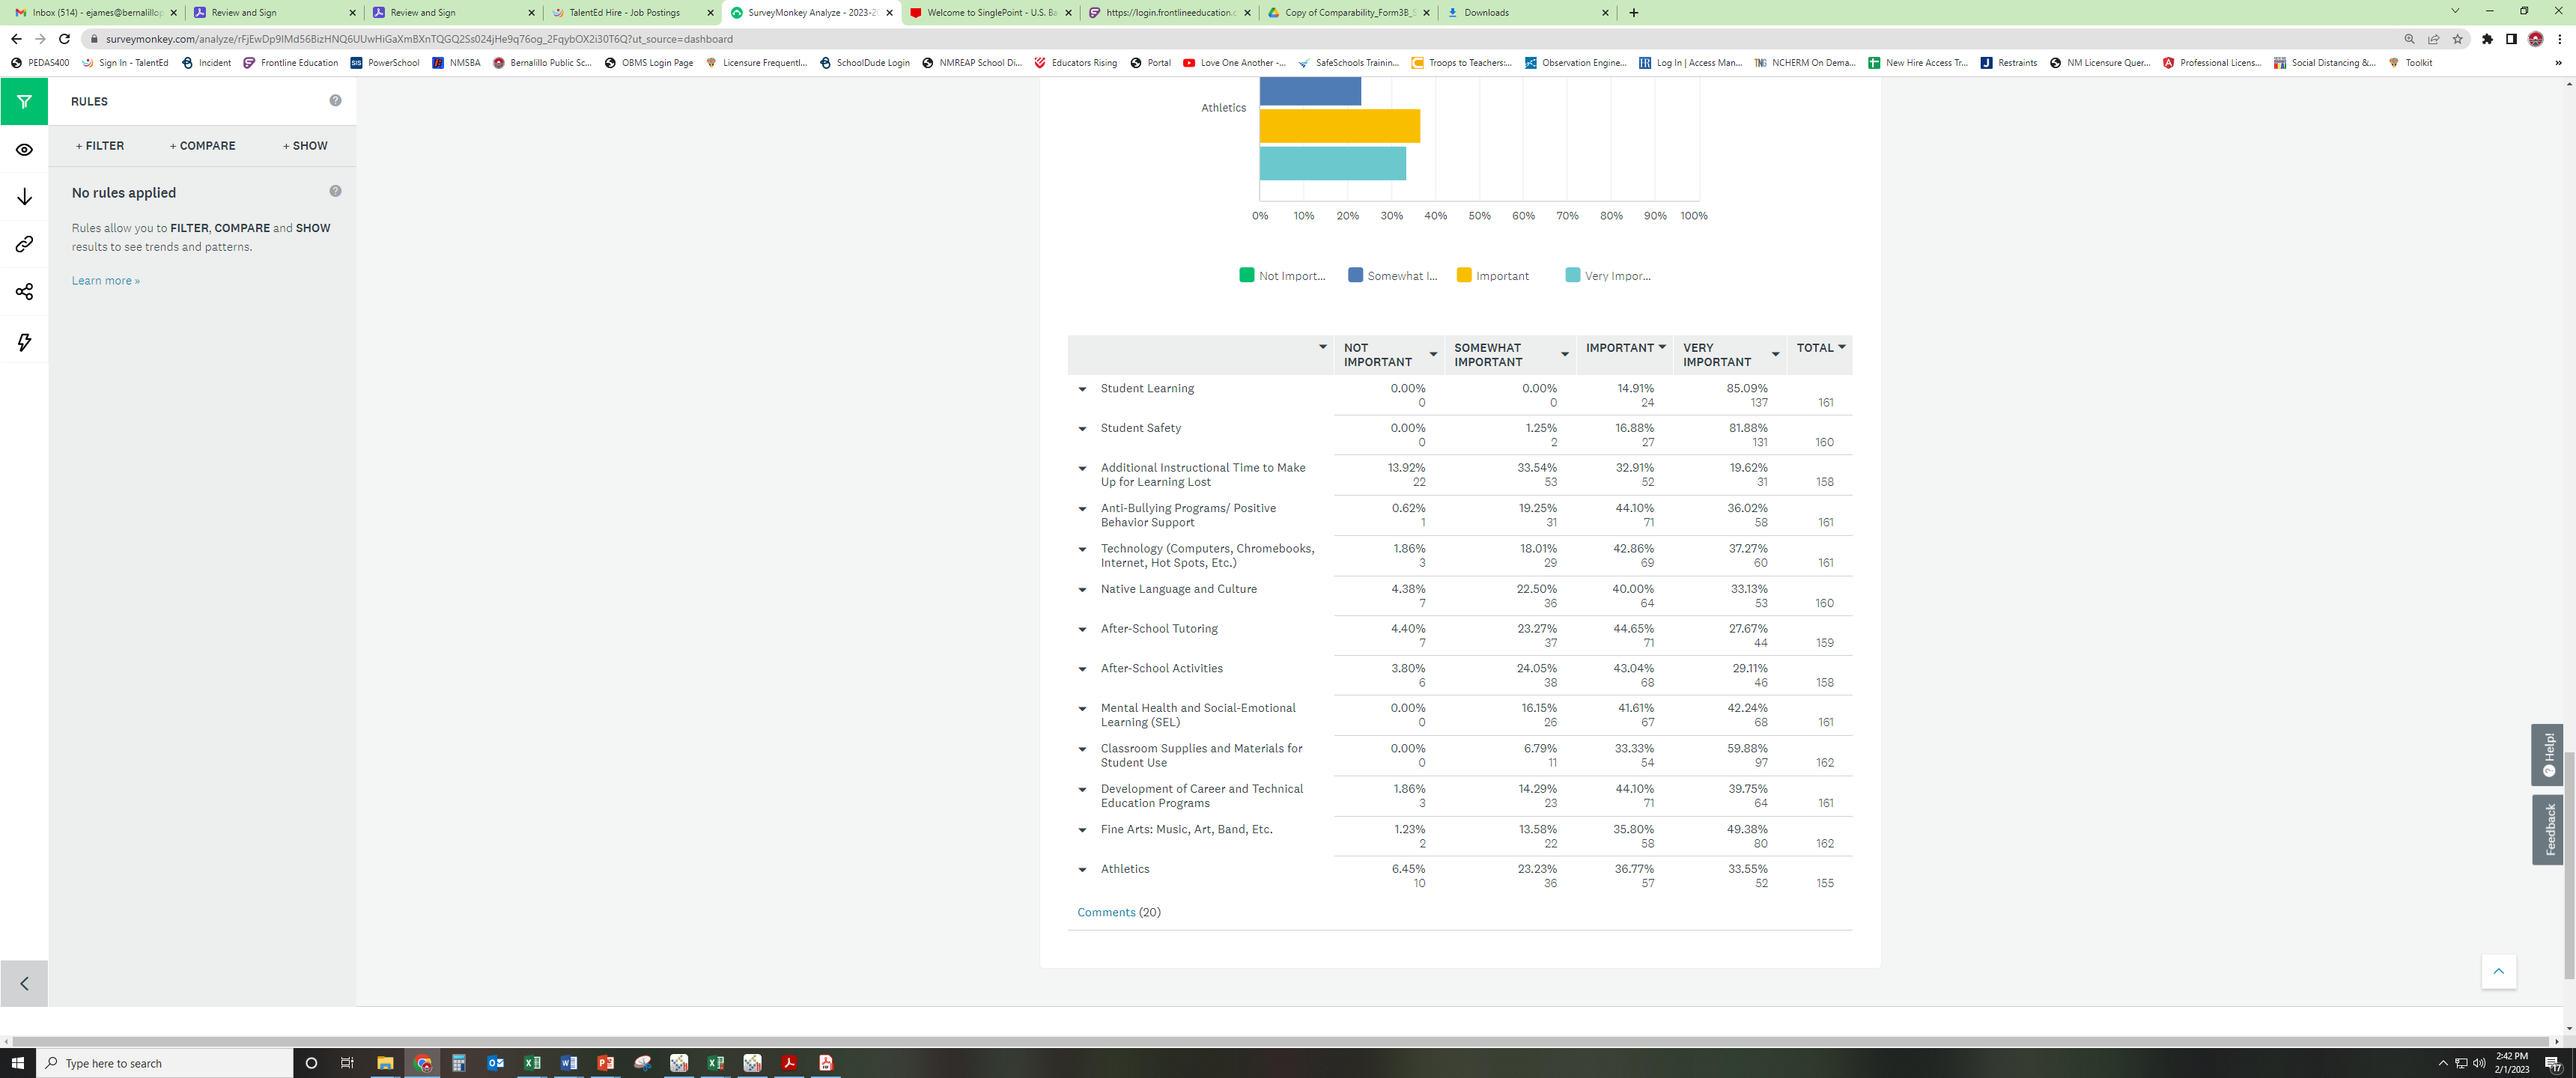 Inbox (514) - ejames@bernalillop
Review and Sign
Review and Sign
TalentEd Hire - Job Postings
SurveyMonkey Analyze - 2023-20
Welcome to SinglePoint - U.S. Ba
https://login.frontlineeducation.c
Copy of Comparability_Form3B_S
Downloads
surveymonkey.com/analyze/rFjEwDp9IMd56BizHNQ6UUwHiGaXmBXnTQGQ2Ss024jHe9q76og_2FqybOX2i30T6Q?ut_source=dashboard
PEDAS400
Sign In - TalentEd
Incident
Frontline Education
SIS PowerSchool
NMSBA
Bernalillo Public Sc...
OBMS Login Page
Licensure Frequentl...
SchoolDude Login
NMREAP School Di...
Educators Rising
Portal
Love One Another -...
SafeSchools Trainin...
Troops to Teachers:...
Observation Engine...
Log In | Access Man...
NCHERM On Dema...
New Hire Access Tr...
Restraints
NM Licensure Quer...
Professional Licens...
Social Distancing &...
Toolkit
RULES
+ FILTER + COMPARE + SHOW
No rules applied
Rules allow you to FILTER, COMPARE and SHOW
results to see trends and patterns.
Learn more »
Athletics
0% 10% 20% 30% 40% 50% 60% 70% 80% 90% 100%
Not Import... Somewhat I... Important Very Impor...
NOT IMPORTANT SOMEWHAT IMPORTANT IMPORTANT VERY IMPORTANT TOTAL
Student Learning 0.00% 0.00% 14.91% 85.09%
0 0 24 137 161
Student Safety 0.00% 1.25% 16.88% 81.88%
0 2 27 131 160
Additional Instructional Time to Make 13.92% 33.54% 32.91% 19.62%
Up for Learning Lost 22 53 52 31 158
Anti-Bullying Programs/ Positive 0.62% 19.25% 44.10% 36.02%
Behavior Support 1 31 71 58 161
Technology (Computers, Chromebooks, 1.86% 18.01% 42.86% 37.27%
Internet, Hot Spots, Etc.) 3 29 69 60 161
Native Language and Culture 4.38% 22.50% 40.00% 33.13%
7 36 64 53 160
After-School Tutoring 4.40% 23.27% 44.65% 27.67%
7 37 71 44 159
After-School Activities 3.80% 24.05% 43.04% 29.11%
6 38 68 46 158
Mental Health and Social-Emotional 0.00% 16.15% 41.61% 42.24%
Learning (SEL) 0 26 67 68 161
Classroom Supplies and Materials for 0.00% 6.79% 33.33% 59.88%
Student Use 0 11 54 97 162
Development of Career and Technical 1.86% 14.29% 44.10% 39.75%
Education Programs 3 23 71 64 161
Fine Arts: Music, Art, Band, Etc. 1.23% 13.58% 35.80% 49.38%
2 22 58 80 162
Athletics 6.45% 23.23% 36.77% 33.55%
10 36 57 52 155
Comments (20)
Help!
Feedback
Type here to search
2:42 PM
2/1/2023
17